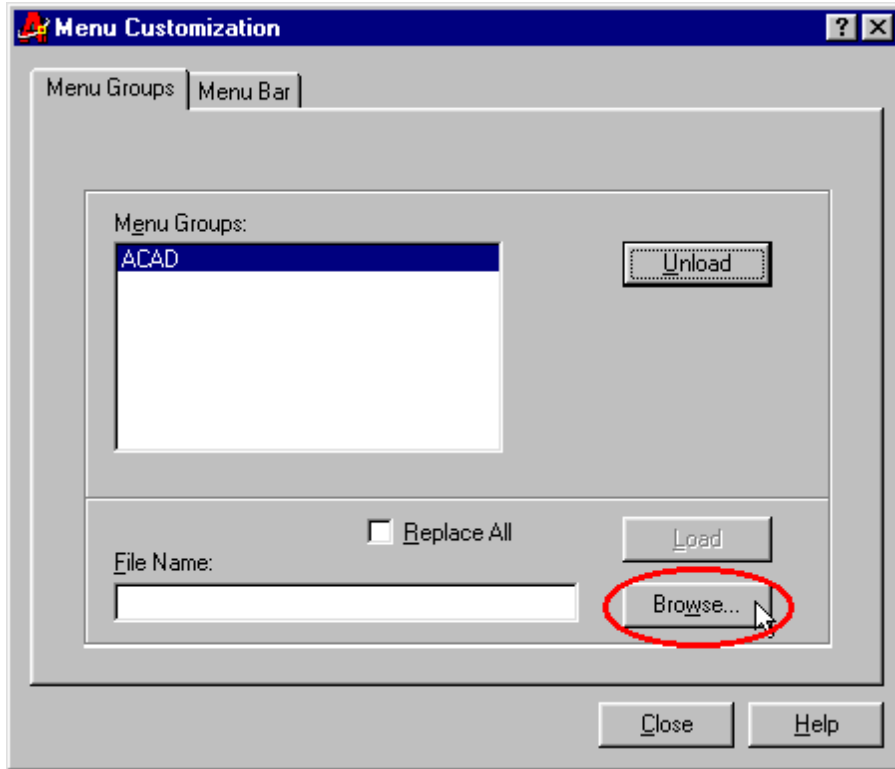 Menu Customization
Menu Groups
Menu Bar
Menu Groups:
ACAD
Unload
Replace All
Load
File Name:
Browse...
Close
Help